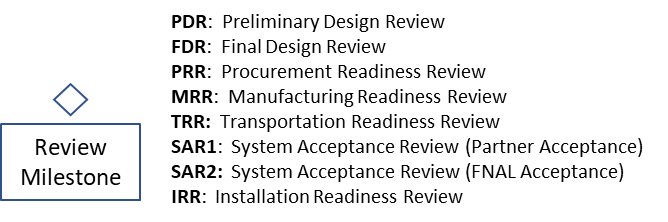 PDR: Preliminary Design Review
FDR: Final Design Review
PRR: Procurement Readiness Review
MRR: Manufacturing Readiness Review
TRR: Transportation Readiness Review
SAR1: System Acceptance Review (Partner Acceptance)
SAR2: System Acceptance Review (FNAL Acceptance)
IRR: Installation Readiness Review
Review
Milestone